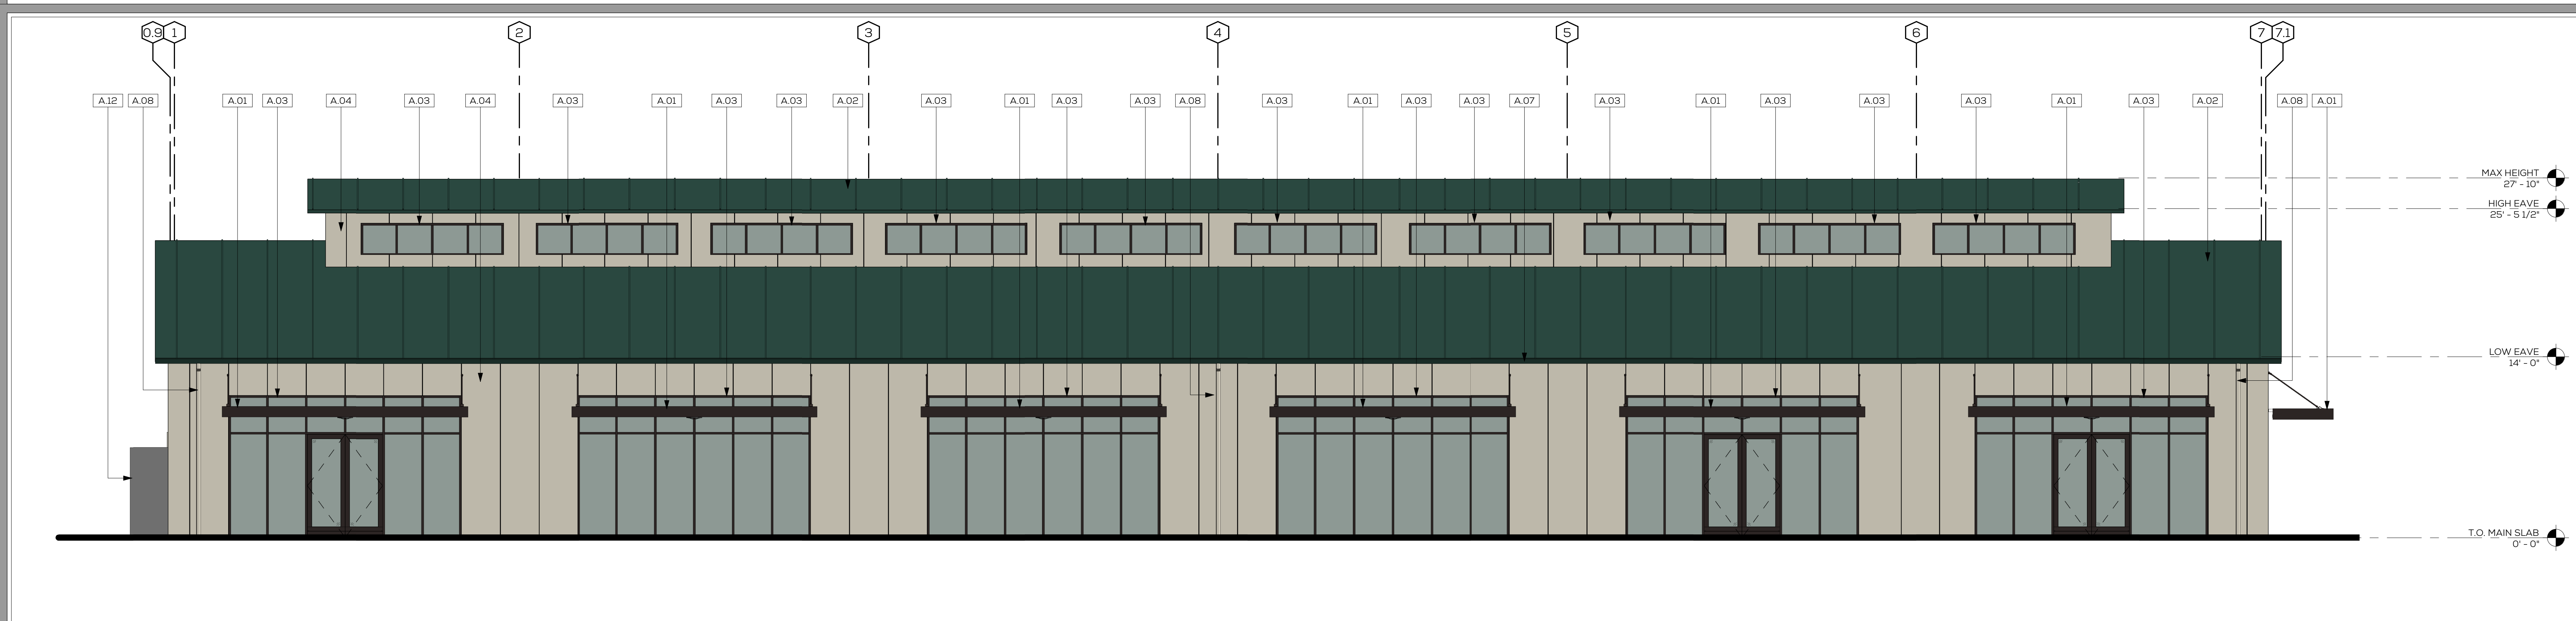 0.9 1 2 3 4 5 6 7 7.1
A.12 A.08 A.01 A.03 A.04 A.03 A.04 A.03 A.01 A.03 A.03 A.02 A.03 A.01 A.03 A.03 A.08 A.03 A.01 A.03 A.03 A.07 A.03 A.01 A.03 A.03 A.03 A.01 A.03 A.02 A.08 A.01
MAX HEIGHT
27' - 10"
HIGH EAVE
25' - 5 1/2"
LOW EAVE
14' - 0"
T.O. MAIN SLAB
0' - 0"